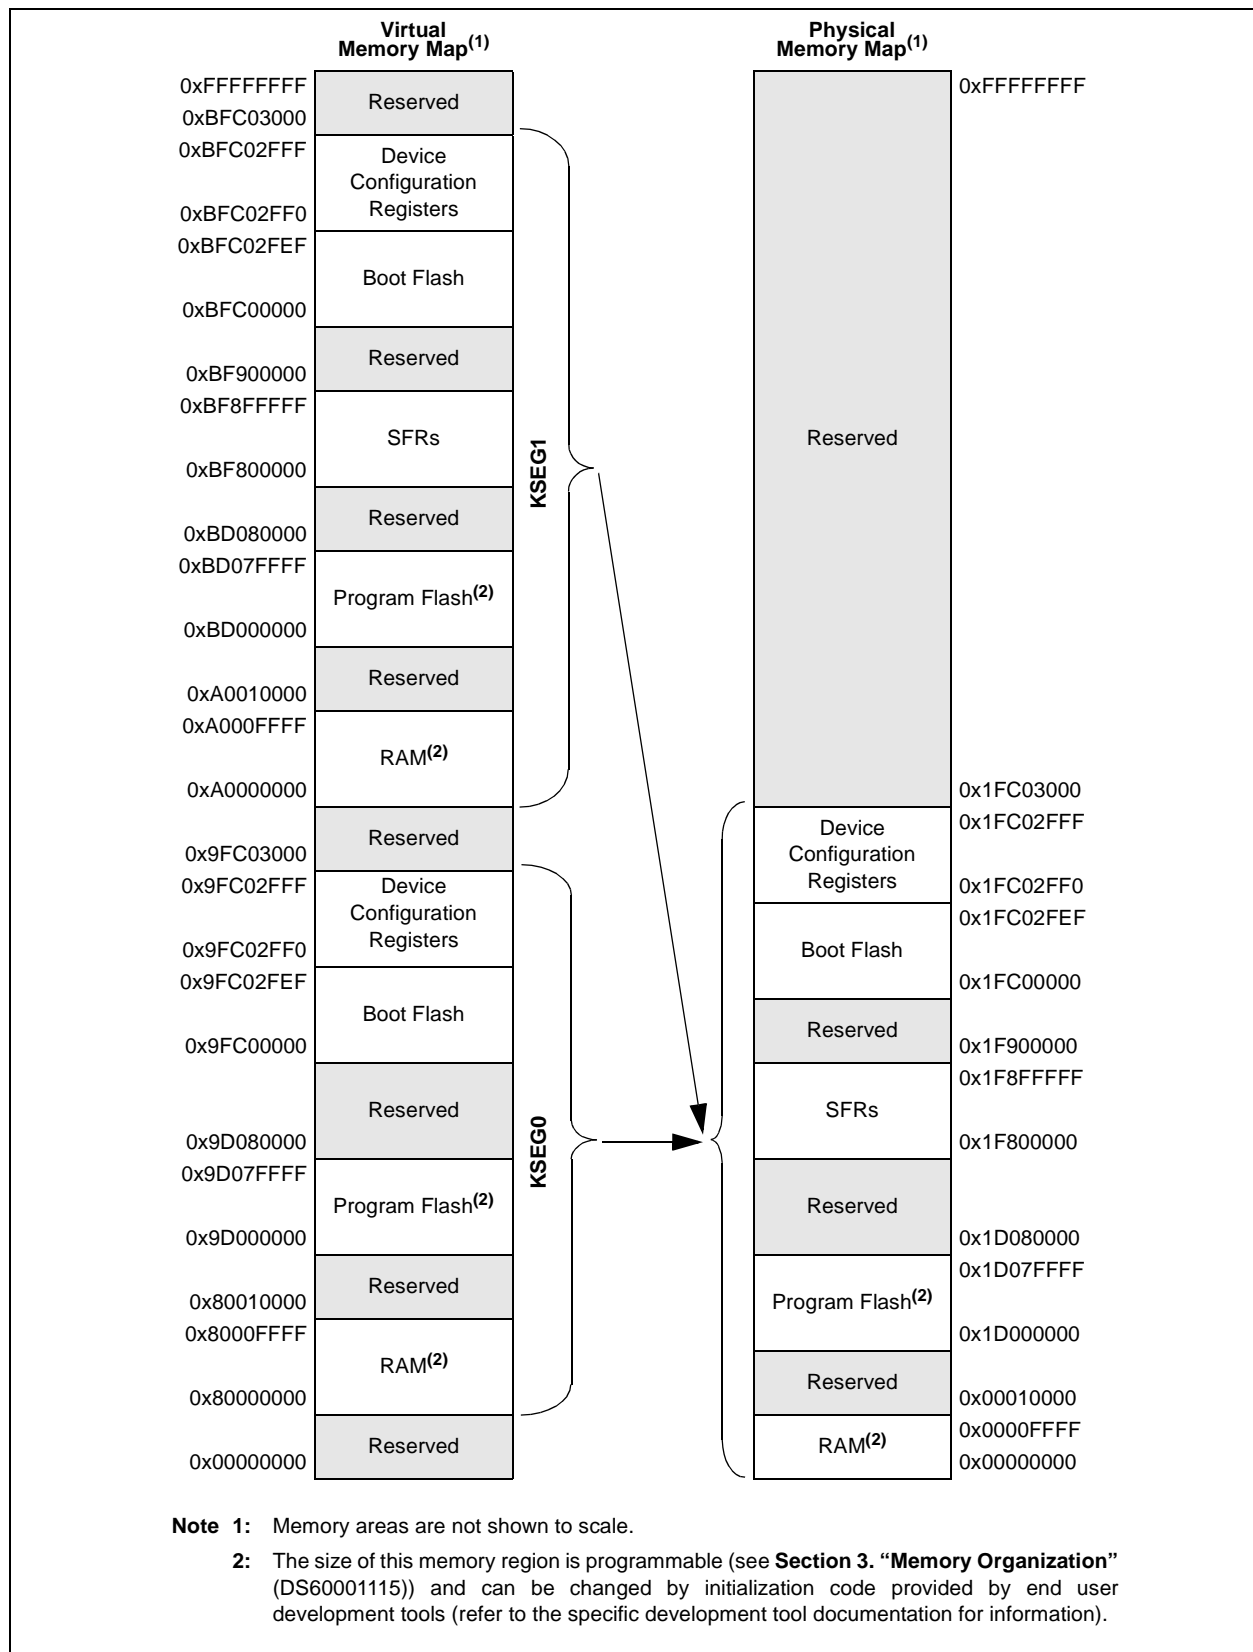 Virtual
Memory Map(1)
0xFFFFFFFF
Reserved
0xBFC03000
0xBFC02FFF
Device
Configuration
Registers
0xBFC02FF0
0xBFC02FEF
Boot Flash
0xBFC00000
Reserved
0xBF900000
0xBF8FFFFF
SFRs
0xBF800000
Reserved
0xBD080000
0xBD07FFFF
Program Flash(2)
0xBD000000
Reserved
0xA0010000
0xA000FFFF
RAM(2)
0xA0000000
KSEG1
Reserved
0x9FC03000
0x9FC02FFF
Device
Configuration
Registers
0x9FC02FF0
0x9FC02FEF
Boot Flash
0x9FC00000
Reserved
0x9D080000
0x9D07FFFF
Program Flash(2)
0x9D000000
Reserved
0x80010000
0x8000FFFF
RAM(2)
0x80000000
KSEG0
Reserved
0x00000000
Physical
Memory Map(1)
0xFFFFFFFF
Reserved
0x1FC03000
0x1FC02FFF
Device
Configuration
Registers
0x1FC02FF0
0x1FC02FEF
Boot Flash
0x1FC00000
Reserved
0x1F900000
0x1F8FFFFF
SFRs
0x1F800000
Reserved
0x1D080000
0x1D07FFFF
Program Flash(2)
0x1D000000
Reserved
0x00010000
0x0000FFFF
RAM(2)
0x00000000
Note 1: Memory areas are not shown to scale.
2: The size of this memory region is programmable (see Section 3. “Memory Organization”
(DS60001115)) and can be changed by initialization code provided by end user
development tools (refer to the specific development tool documentation for information).